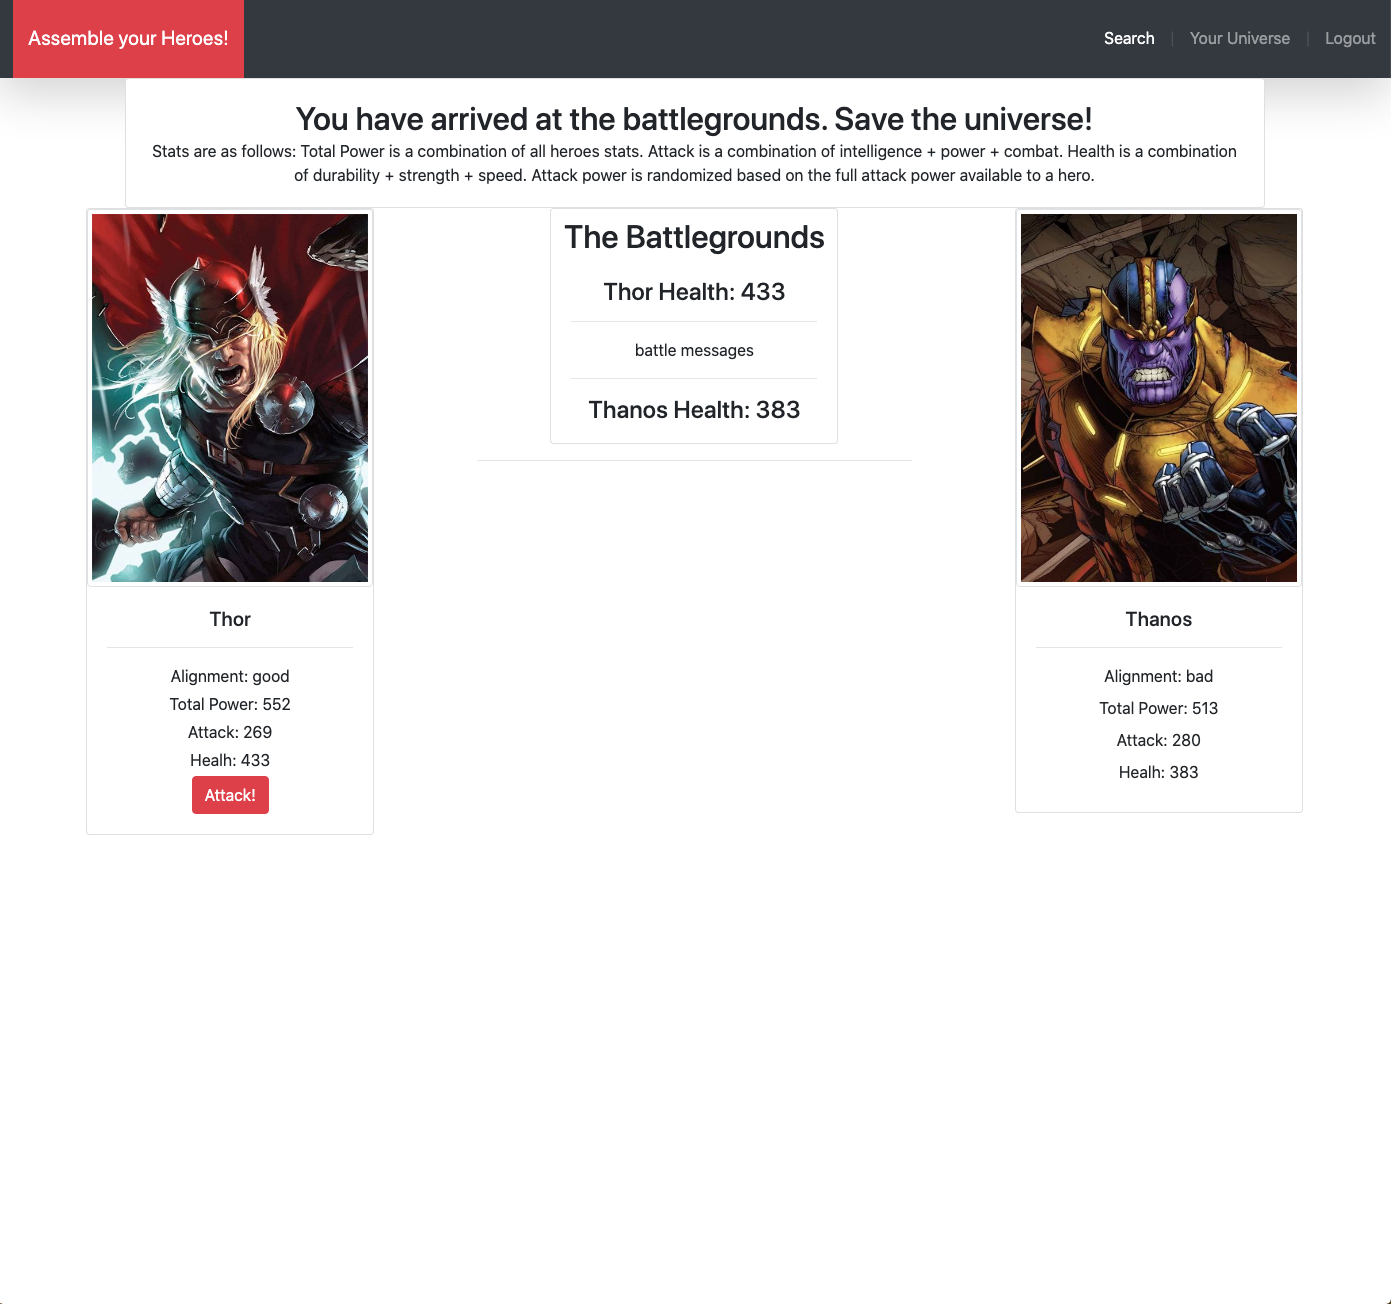 Assemble your Heroes!
Search | Your Universe | Logout
You have arrived at the battlegrounds. Save the universe!
Stats are as follows: Total Power is a combination of all heroes stats. Attack is a combination of intelligence + power + combat. Health is a combination
of durability + strength + speed. Attack power is randomized based on the full attack power available to a hero.
The Battlegrounds
Thor Health: 433
battle messages
Thanos Health: 383
Thor
Alignment: good
Total Power: 552
Attack: 269
Healh: 433
Attack!
Thanos
Alignment: bad
Total Power: 513
Attack: 280
Healh: 383